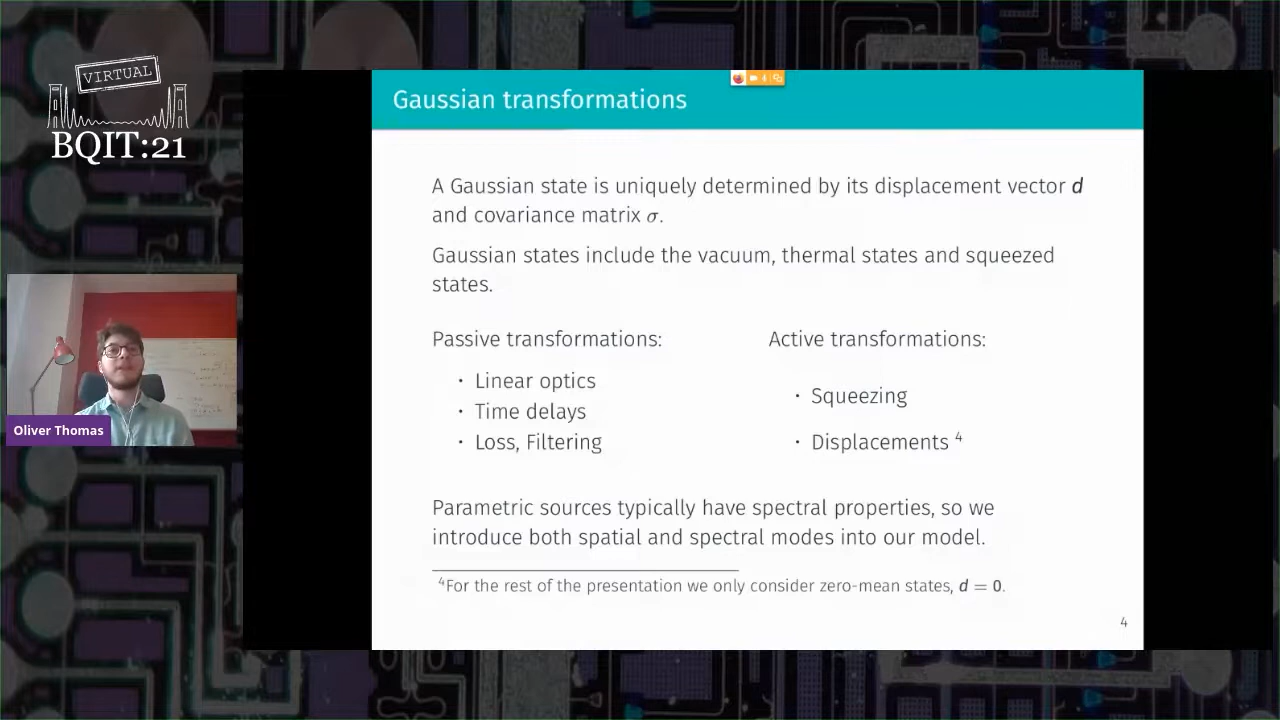 VIRTUAL
BQIT:21
Gaussian transformations
A Gaussian state is uniquely determined by its displacement vector d
and covariance matrix σ.
Gaussian states include the vacuum, thermal states and squeezed
states.
Passive transformations:
· Linear optics
· Time delays
· Loss, Filtering
Active transformations:
· Squeezing
· Displacements ⁴
Parametric sources typically have spectral properties, so we
introduce both spatial and spectral modes into our model.
⁴For the rest of the presentation we only consider zero-mean states, d = 0.
4
Oliver Thomas